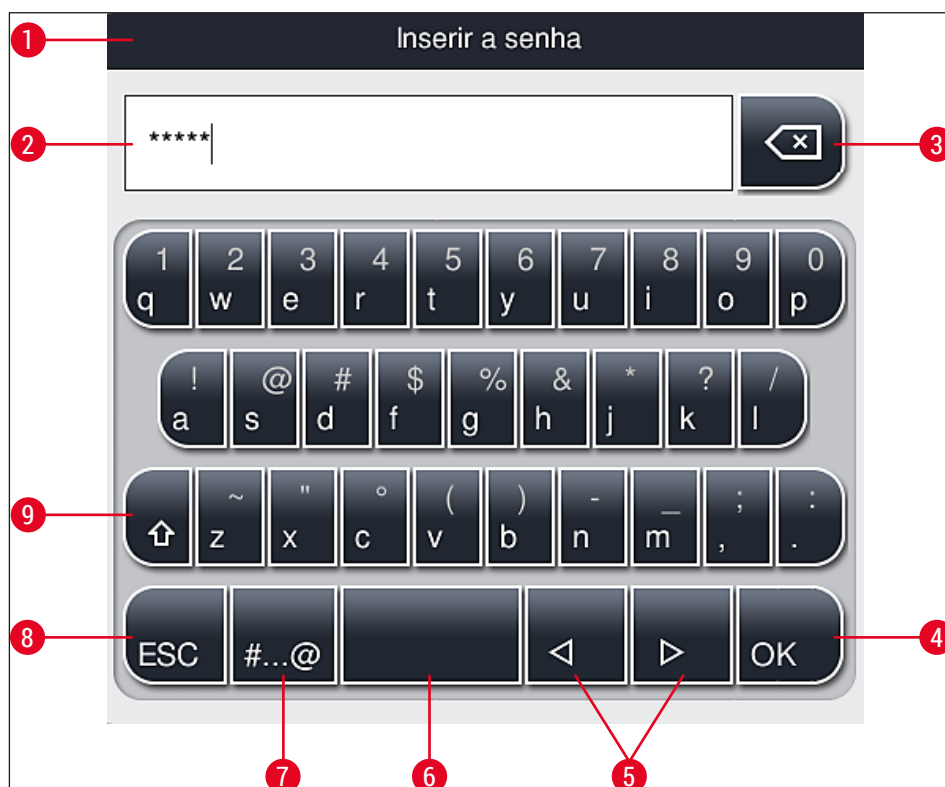 1 Inserir a senha
2 ***** 3
1 2 3 4 5 6 7 8 9 0
q w e r t y u i o p
! @ # $ % & * ? /
a s d f g h j k l
9 ~ " ° ( ) - _ ; :
z x c v b n m , .
8 ESC #...@ OK 4
7 6 5